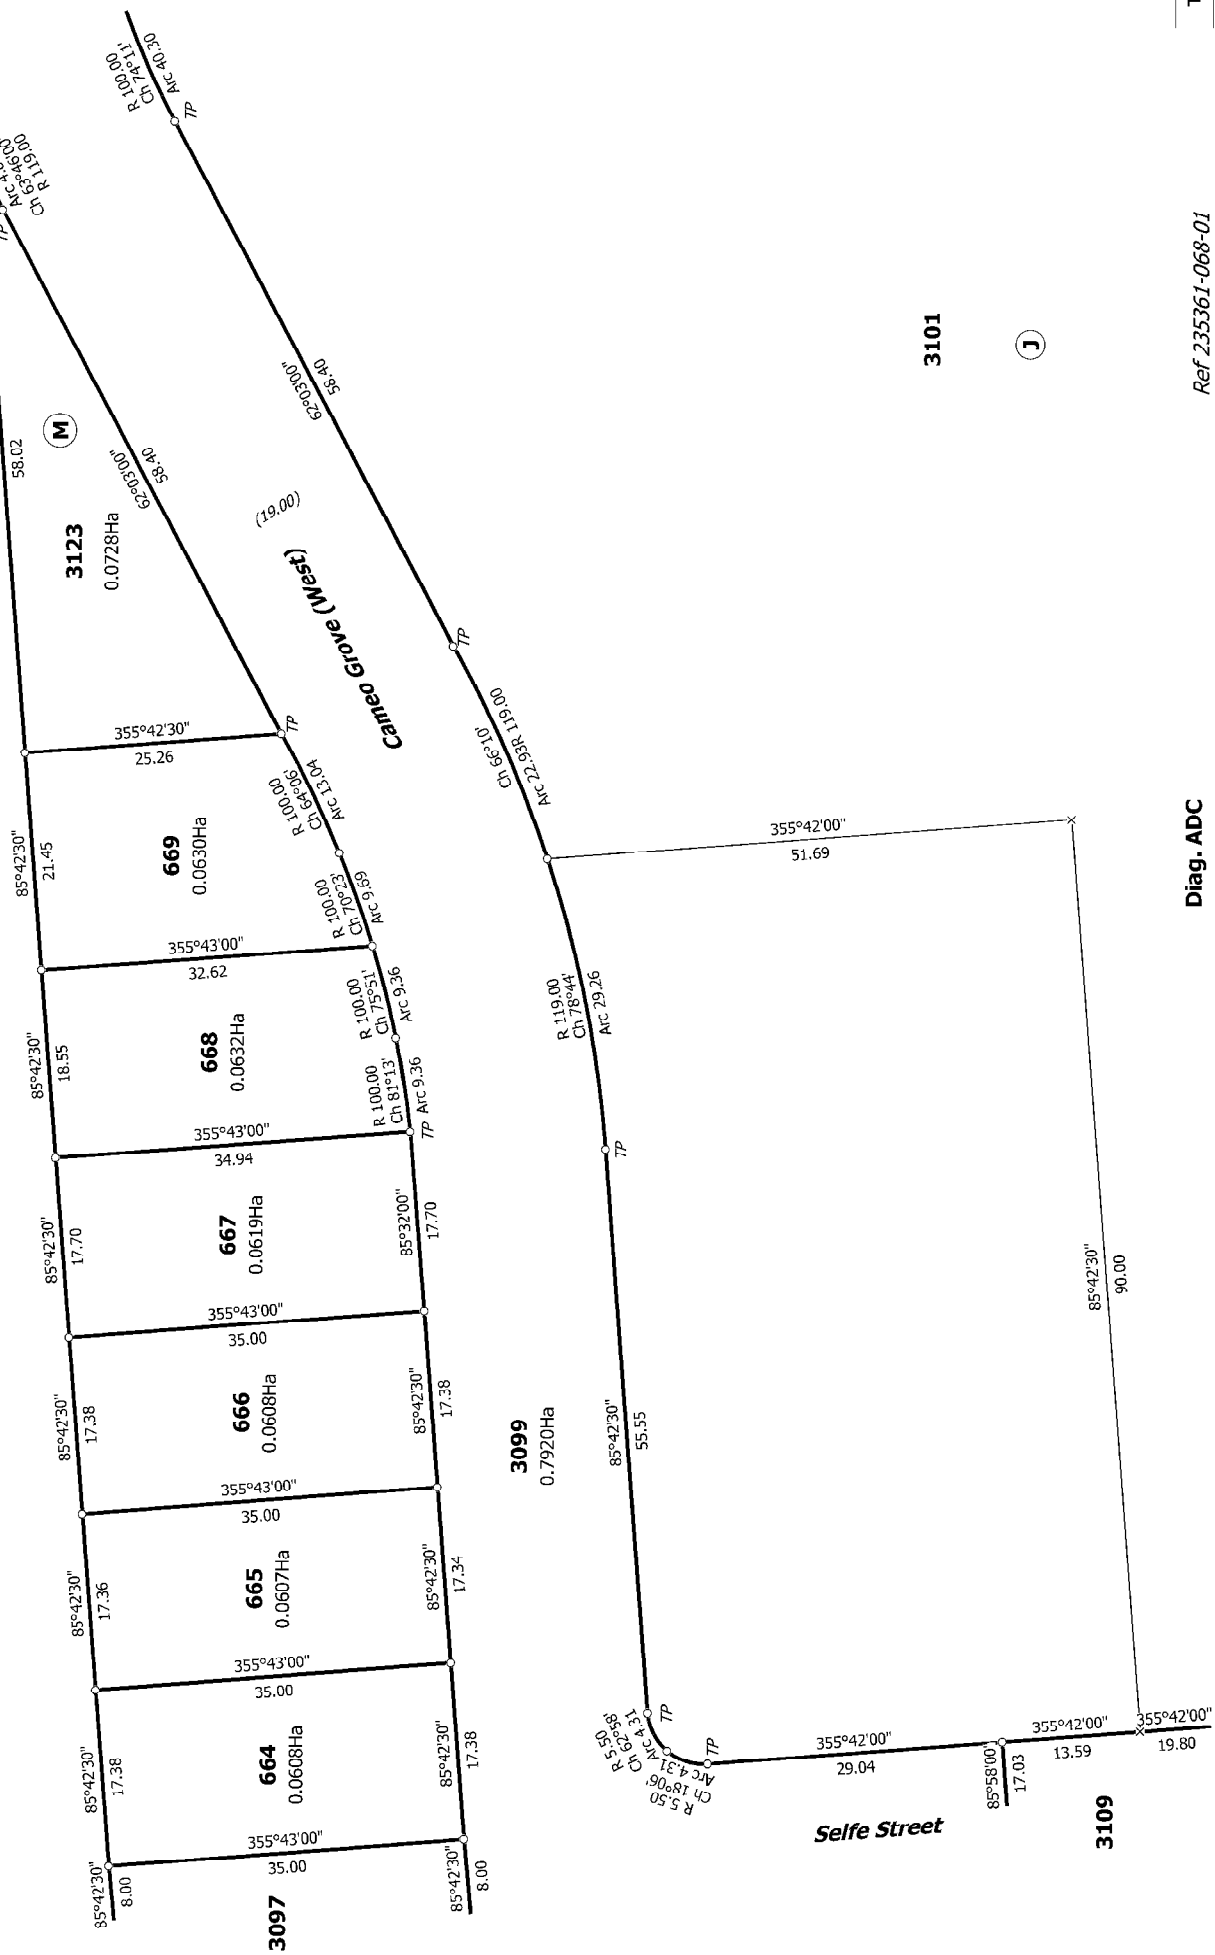 R 100.00
Ch 74°11'
Arc 40.30
TP
Ch 63°46'00"
R 119.00
TP
58.02
M
3123
0.0728Ha
62°03'00"
58.40
(19.00)
Cameo Grove (West)
62°03'00"
58.40
TP
3101
J
Ref 235361-068-01
355°42'30"
25.26
TP
85°42'30"
21.45
669
0.0630Ha
R 100.00
Ch 64°06'
Arc 13.04
R 100.00
Ch 70°23'
Arc 9.69
355°43'00"
32.62
85°42'30"
18.55
668
0.0632Ha
R 100.00
Ch 75°51'
Arc 9.36
R 100.00
Ch 81°13'
Arc 9.36
TP
355°43'00"
34.94
85°42'30"
17.70
667
0.0619Ha
85°32'00"
17.70
355°43'00"
35.00
85°42'30"
17.38
666
0.0608Ha
85°42'30"
17.38
355°43'00"
35.00
85°42'30"
17.36
665
0.0607Ha
85°42'30"
17.34
355°43'00"
35.00
85°42'30"
17.38
664
0.0608Ha
85°42'30"
17.38
355°43'00"
35.00
85°42'30"
8.00
3097
85°42'30"
8.00
Ch 66°10'
Arc 22.93 R 119.00
355°42'00"
51.69
R 119.00
Ch 78°44'
Arc 29.26
TP
3099
0.7920Ha
85°42'30"
55.55
85°42'30"
90.00
Diag. ADC
R 5.50
Ch 62°58'
Arc 4.31
TP
R 5.50
Ch 18°06'
Arc 4.31
TP
355°42'00"
29.04
355°42'00"
13.59
355°42'00"
19.80
85°58'00"
17.03
Selfe Street
3109